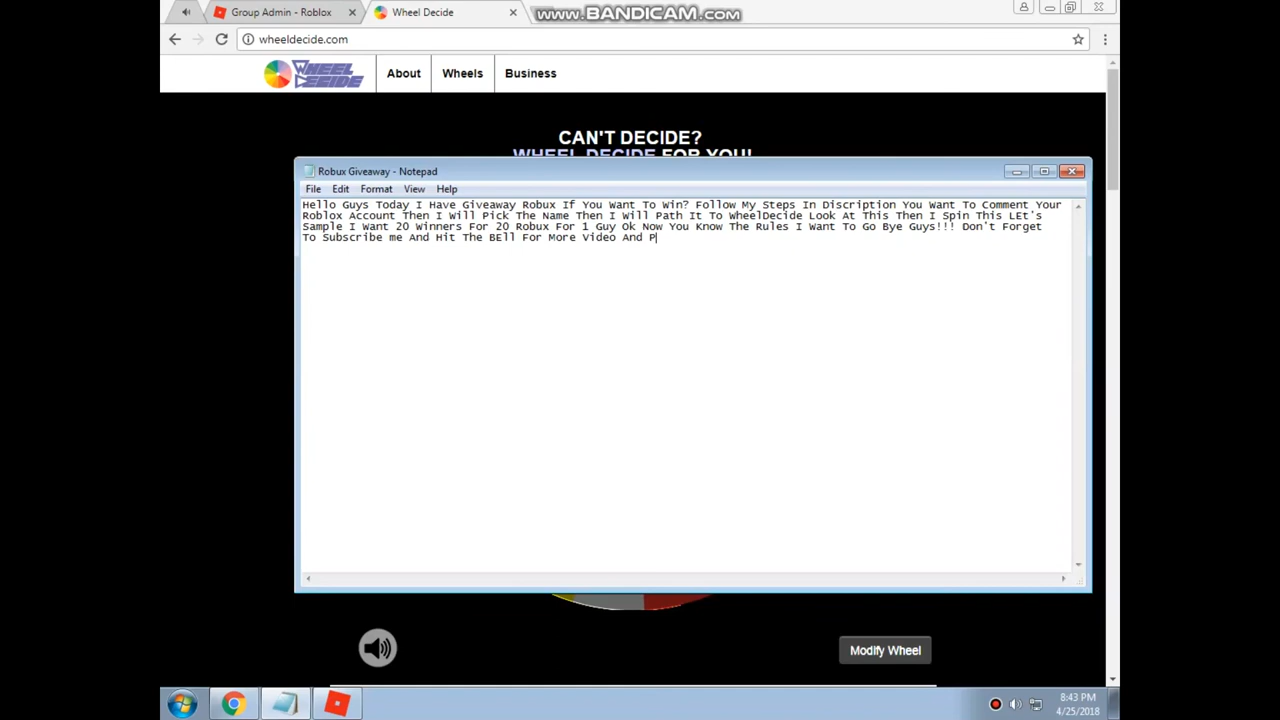 Group Admin - Roblox
Wheel Decide
www.BANDICAM.com
wheeldecide.com
WHEEL DECIDE
About
Wheels
Business
CAN'T DECIDE?
WHEEL DECIDE FOR YOU!
Robux Giveaway - Notepad
File Edit Format View Help
Hello Guys Today I Have Giveaway Robux If You Want To Win? Follow My Steps In Discription You Want To Comment Your
Roblox Account Then I Will Pick The Name Then I Will Path It To WheelDecide Look At This Then I Spin This LEt's
Sample I Want 20 Winners For 20 Robux For 1 Guy Ok Now You Know The Rules I Want To Go Bye Guys!!! Don't Forget
To Subscribe me And Hit The BEll For More Video And P
Modify Wheel
8:43 PM
4/25/2018